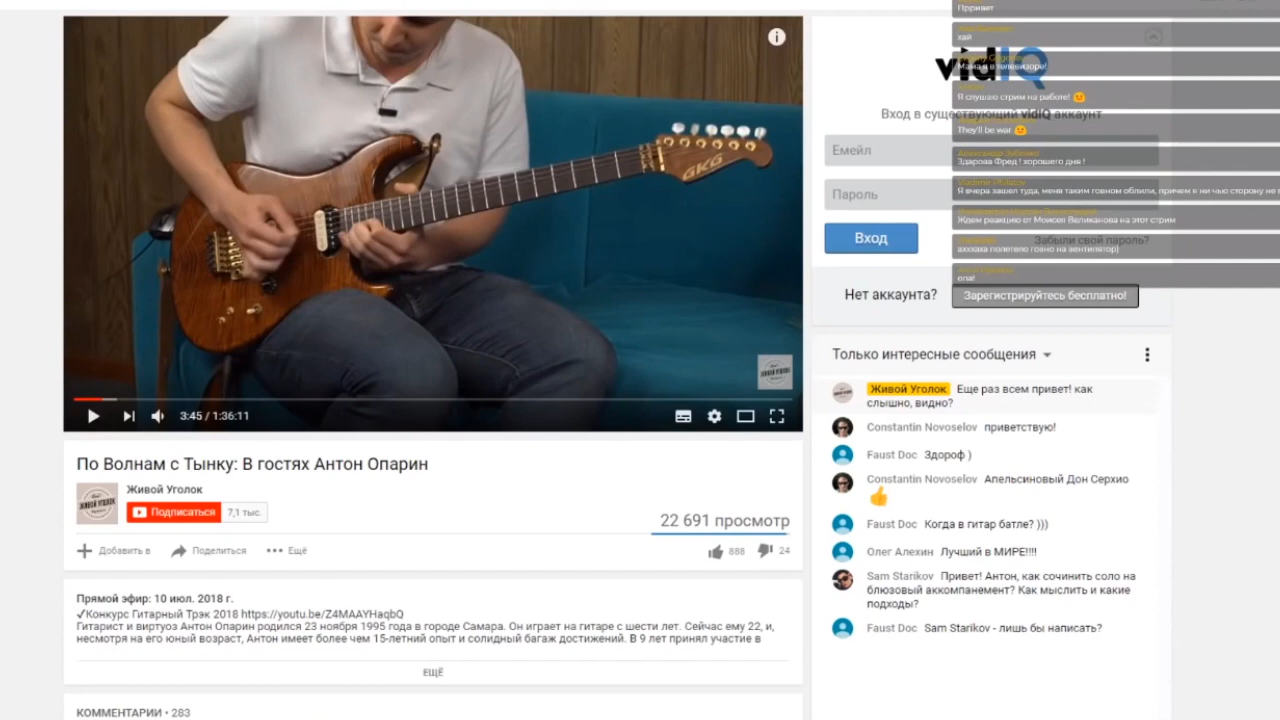 GKG
ЖИВОЙ УГОЛОК
3:45 / 1:36:11
По Волнам с Тынку: В гостях Антон Опарин
ЖИВОЙ УГОЛОК
Живой Уголок
Подписаться
7,1 тыс.
22 691 просмотр
Добавить в
Поделиться
Ещё
888
24
Прямой эфир: 10 июл. 2018 г.
✓Конкурс Гитарный Трэк 2018 https://youtu.be/Z4MAAYHaqbQ
Гитарист и виртуоз Антон Опарин родился 23 ноября 1995 года в городе Самара. Он играет на гитаре с шести лет. Сейчас ему 22, и,
несмотря на его юный возраст, Антон имеет более чем 15-летний опыт и солидный багаж достижений. В 9 лет принял участие в
ЕЩЁ
КОММЕНТАРИИ • 283
vidIQ
Вход в существующий vidIQ аккаунт
Емейл
Пароль
Вход
Забыли свой пароль?
Нет аккаунта?
Зарегистрируйтесь бесплатно!
Прривет
хай
Мама я в телевизоре!
Я слушаю стрим на работе! 😐
They'll be war 😐
Здарова Фред ! хорошего дня !
Я вчера зашел туда, меня таким говном облили, причем я ни чью сторону не
Ждем реакцию от Моисея Великанова на этот стрим
ахххаха полетело говно на вентилятор)
опа!
Только интересные сообщения
Живой Уголок Еще раз всем привет! как
слышно, видно?
Constantin Novoselov приветствую!
Faust Doc Здороф )
Constantin Novoselov Апельсиновый Дон Серхио
👍
Faust Doc Когда в гитар батле? )))
Олег Алехин Лучший в МИРЕ!!!!
Sam Starikov Привет! Антон, как сочинить соло на
блюзовый аккомпанемент? Как мыслить и какие
подходы?
Faust Doc Sam Starikov - лишь бы написать?